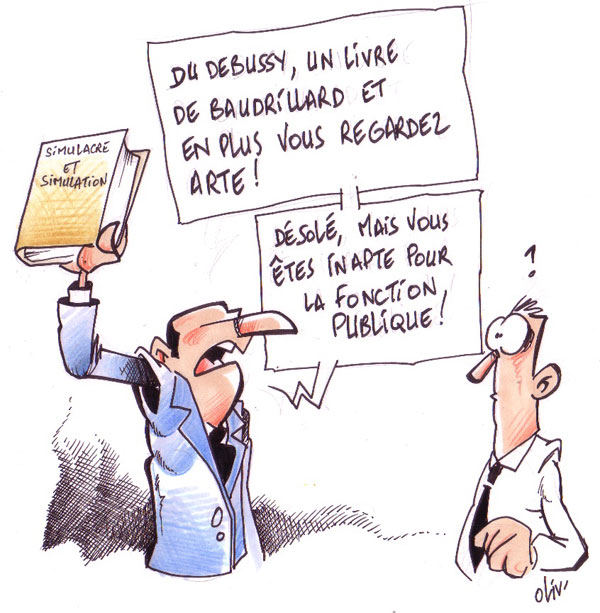 DU DEBUSSY, UN LIVRE
DE BAUDRILLARD ET
EN PLUS VOUS REGARDEZ
ARTE !
SIMULACRE
ET
SIMULATION
DÉSOLÉ, MAIS VOUS
ÊTES INAPTE POUR
LA FONCTION
PUBLIQUE !
?
OLIV'